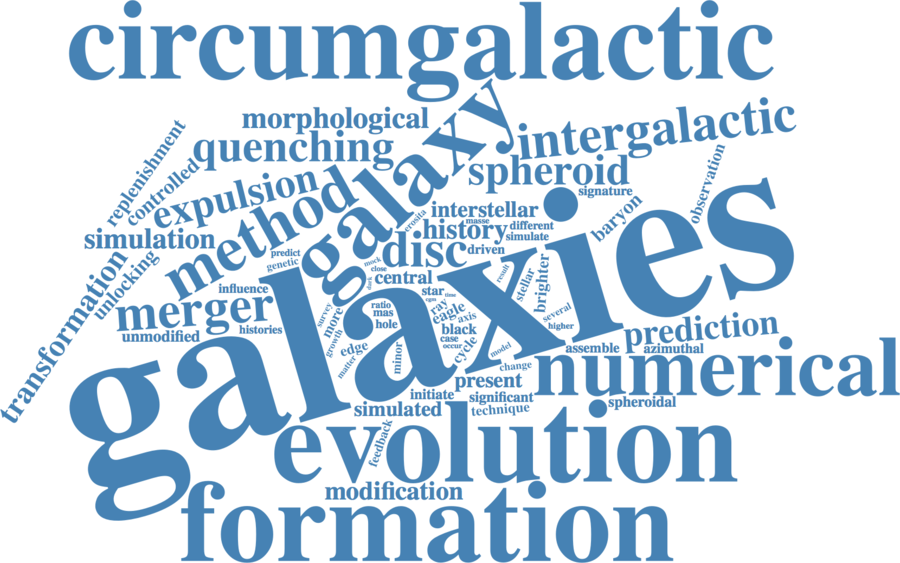 circumgalactic
morphological
galaxy
intergalactic
replenishment
quenching
controlled
spheroid
observation
expulsion
signature
method
erosita
interstellar
masse
baryon
simulation
history
different
simulate
transformation
unlocking
predict
genetic
mock
close
disc
driven
galaxies
influence
dark
central
result
stellar
brighter
merger
survey
more
ratio
mas
star
time
cgm
ray
eagle
axis
several
higher
unmodified
histories
growth
hole
black
prediction
edge
matter
minor
case
occur
cycle
model
assemble
azimuthal
change
numerical
present
initiate
significant
simulated
technique
spheroidal
evolution
feedback
modification
formation